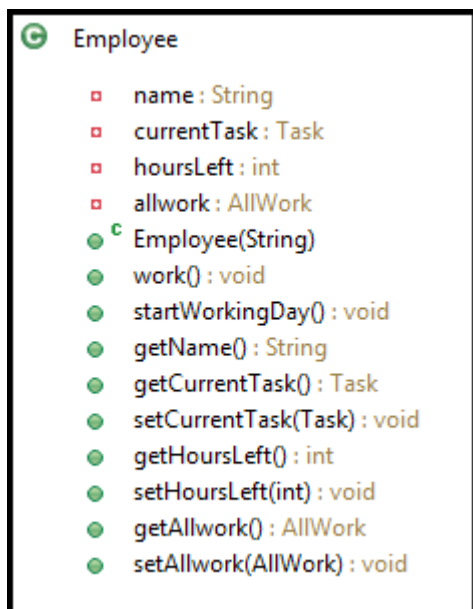 C Employee
name : String
currentTask : Task
hoursLeft : int
allwork : AllWork
C Employee(String)
work() : void
startWorkingDay() : void
getName() : String
getCurrentTask() : Task
setCurrentTask(Task) : void
getHoursLeft() : int
setHoursLeft(int) : void
getAllwork() : AllWork
setAllwork(AllWork) : void